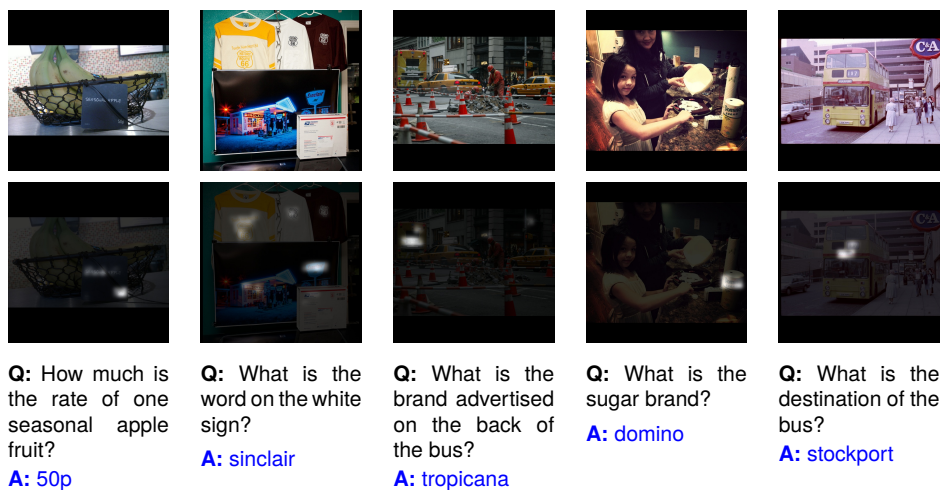 SEASONAL APPLE
C&A
C&A
Q: How much is
the rate of one
seasonal apple
fruit?
A: 50p
Q: What is the
word on the white
sign?
A: sinclair
Q: What is the
brand advertised
on the back of
the bus?
A: tropicana
Q: What is the
sugar brand?
A: domino
Q: What is the
destination of the
bus?
A: stockport